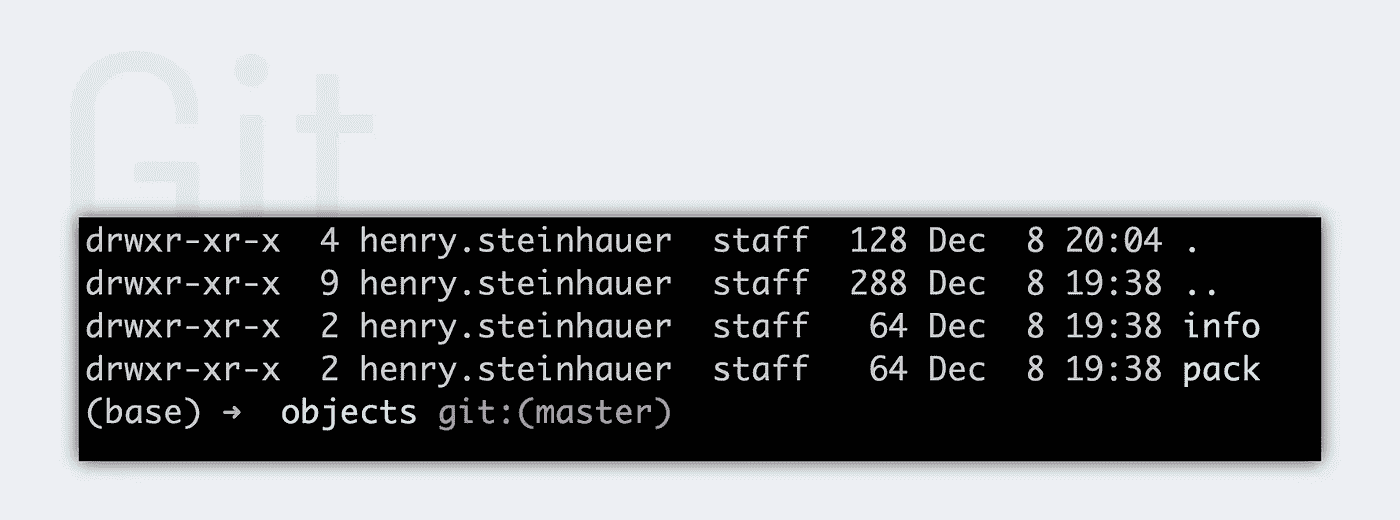 Git
drwxr-xr-x  4 henry.steinhauer  staff  128 Dec  8 20:04 .
drwxr-xr-x  9 henry.steinhauer  staff  288 Dec  8 19:38 ..
drwxr-xr-x  2 henry.steinhauer  staff   64 Dec  8 19:38 info
drwxr-xr-x  2 henry.steinhauer  staff   64 Dec  8 19:38 pack
(base) ➜  objects git:(master)